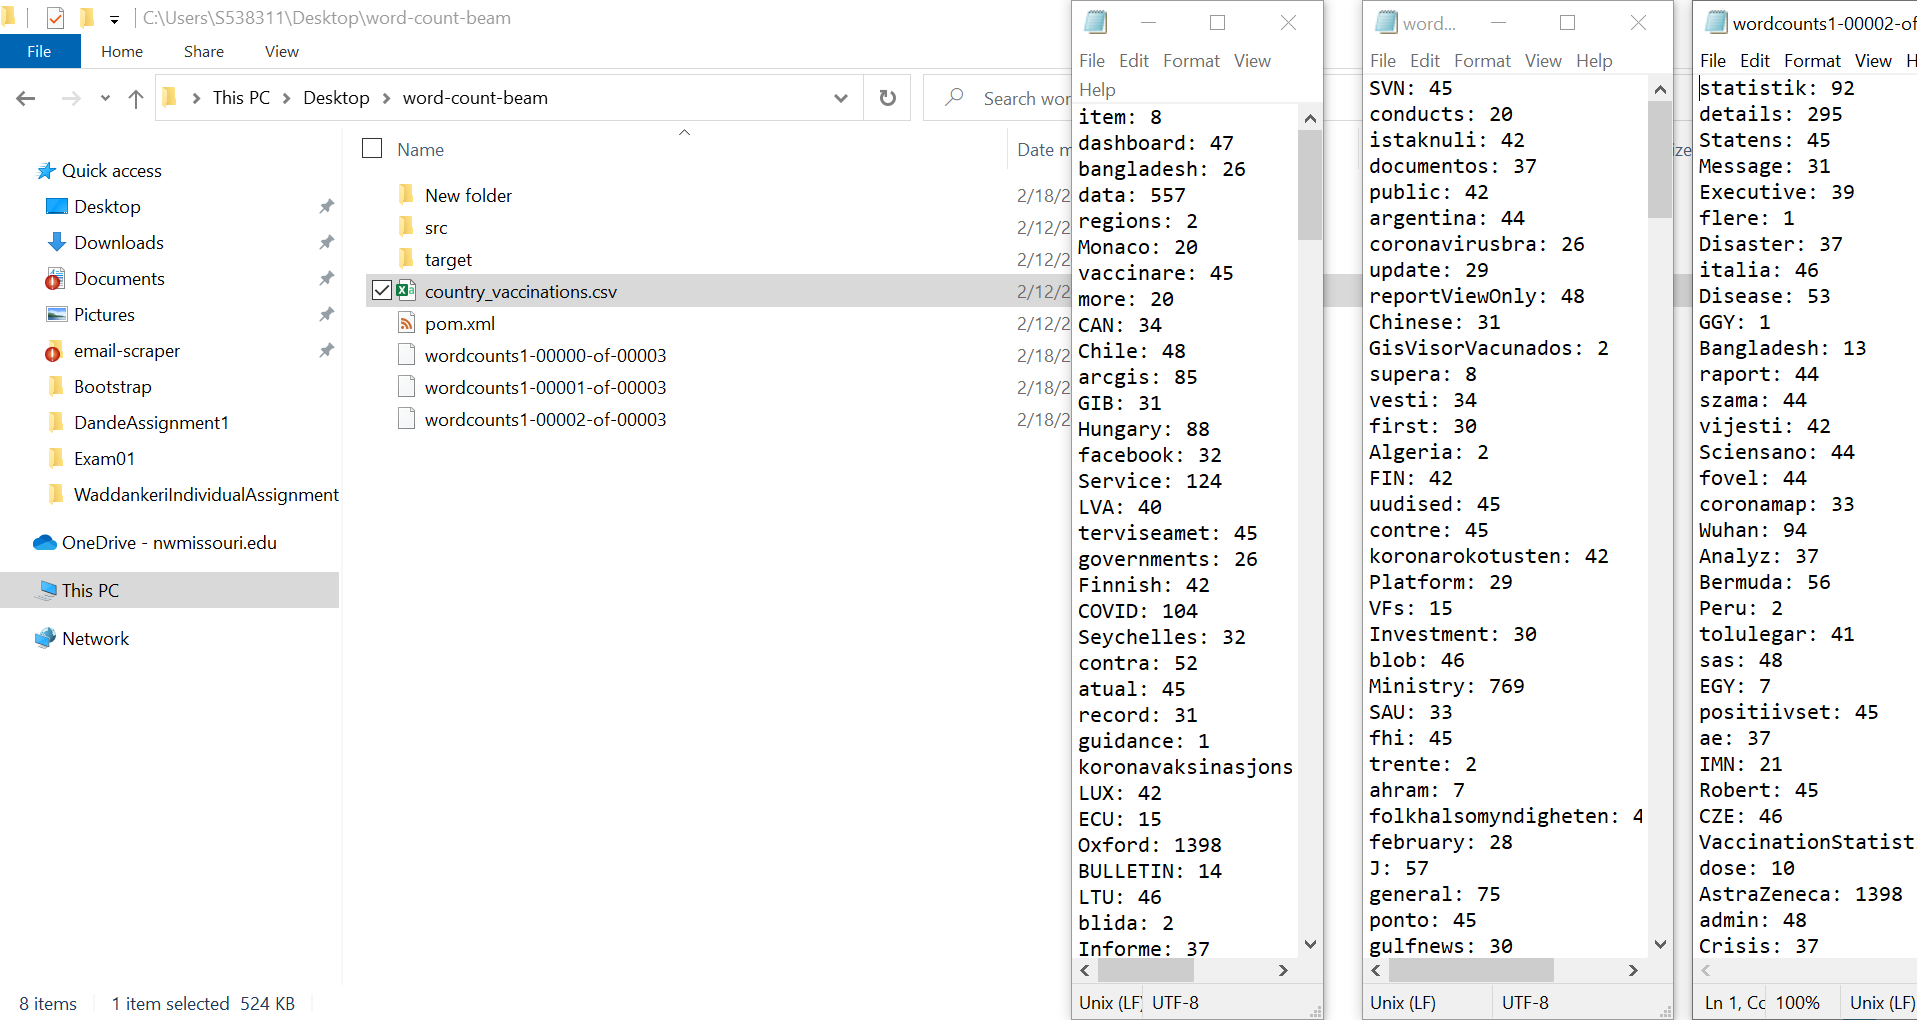 C:\Users\S538311\Desktop\word-count-beam
File Home Share View
This PC Desktop word-count-beam
Search wor
Name
Date m
ize
Quick access
Desktop
Downloads
Documents
Pictures
email-scraper
Bootstrap
DandeAssignment1
Exam01
WaddankeriIndividualAssignment
OneDrive - nwmissouri.edu
This PC
Network
New folder 2/18/2
src 2/12/2
target 2/12/2
country_vaccinations.csv 2/12/2
pom.xml 2/12/2
wordcounts1-00000-of-00003 2/18/2
wordcounts1-00001-of-00003 2/18/2
wordcounts1-00002-of-00003 2/18/2
8 items 1 item selected 524 KB
File Edit Format View
Help
item: 8
dashboard: 47
bangladesh: 26
data: 557
regions: 2
Monaco: 20
vaccinare: 45
more: 20
CAN: 34
Chile: 48
arcgis: 85
GIB: 31
Hungary: 88
facebook: 32
Service: 124
LVA: 40
terviseamet: 45
governments: 26
Finnish: 42
COVID: 104
Seychelles: 32
contra: 52
atual: 45
record: 31
guidance: 1
koronavaksinasjons
LUX: 42
ECU: 15
Oxford: 1398
BULLETIN: 14
LTU: 46
blida: 2
Informe: 37
Unix (LF) UTF-8
word...
File Edit Format View Help
SVN: 45
conducts: 20
istaknuli: 42
documentos: 37
public: 42
argentina: 44
coronavirusbra: 26
update: 29
reportViewOnly: 48
Chinese: 31
GisVisorVacunados: 2
supera: 8
vesti: 34
first: 30
Algeria: 2
FIN: 42
uudised: 45
contre: 45
koronarokotusten: 42
Platform: 29
VFs: 15
Investment: 30
blob: 46
Ministry: 769
SAU: 33
fhi: 45
trente: 2
ahram: 7
folkhalsomyndigheten: 4
february: 28
J: 57
general: 75
ponto: 45
gulfnews: 30
Unix (LF) UTF-8
wordcounts1-00002-of
File Edit Format View H
statistik: 92
details: 295
Statens: 45
Message: 31
Executive: 39
flere: 1
Disaster: 37
italia: 46
Disease: 53
GGY: 1
Bangladesh: 13
raport: 44
szama: 44
vijesti: 42
Sciensano: 44
fovel: 44
coronamap: 33
Wuhan: 94
Analyz: 37
Bermuda: 56
Peru: 2
tolulegar: 41
sas: 48
EGY: 7
positiivset: 45
ae: 37
IMN: 21
Robert: 45
CZE: 46
VaccinationStatist
dose: 10
AstraZeneca: 1398
admin: 48
Crisis: 37
Ln 1, Cc 100% Unix (LF)